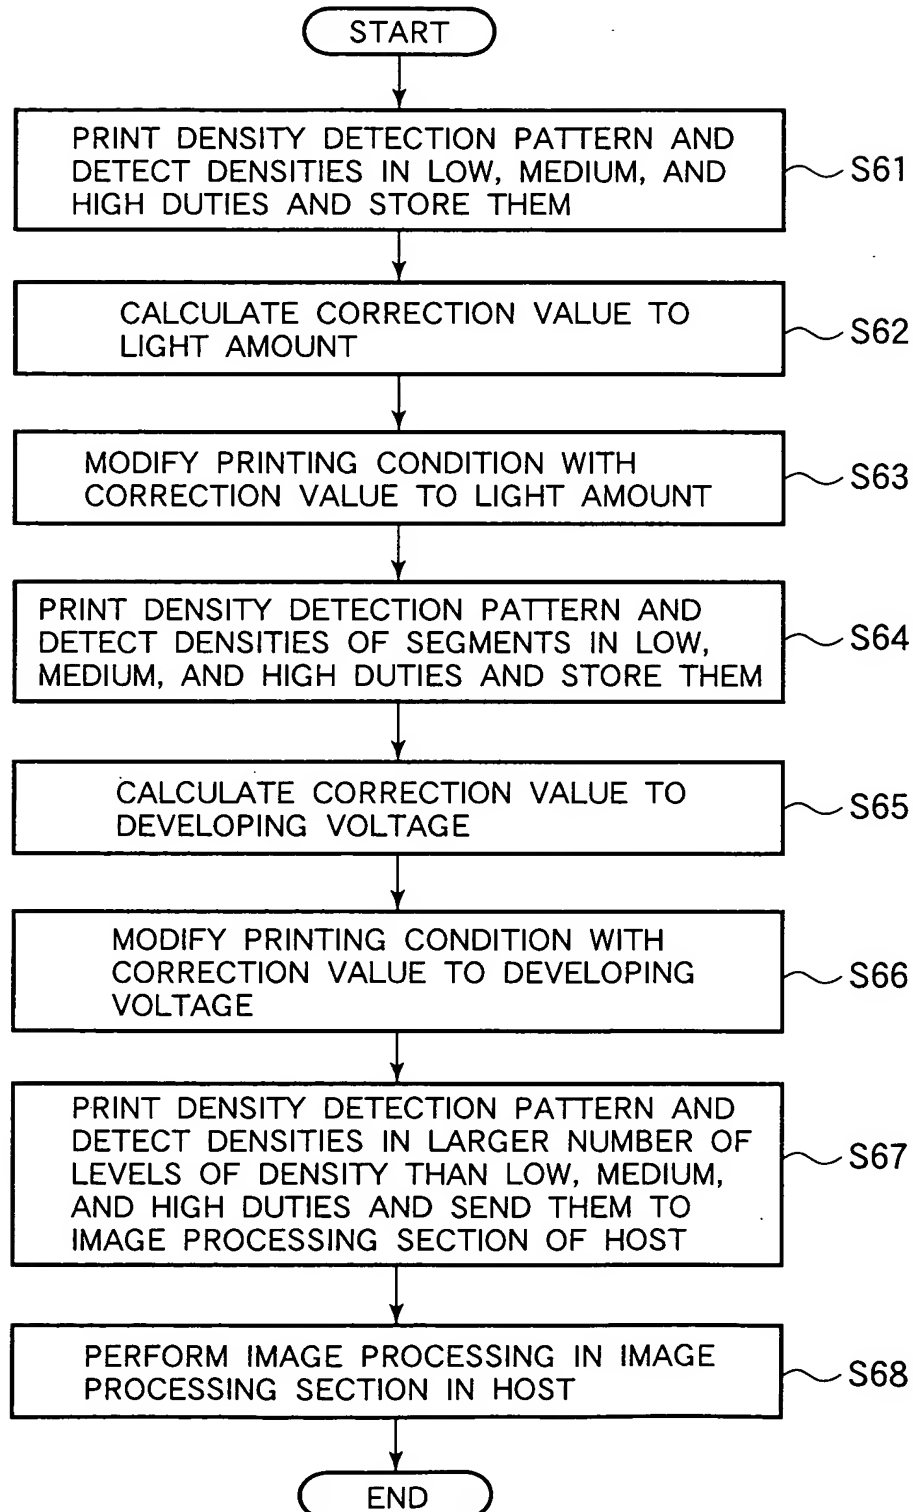 START
PRINT DENSITY DETECTION PATTERN AND
DETECT DENSITIES IN LOW, MEDIUM, AND
HIGH DUTIES AND STORE THEM
S61
CALCULATE CORRECTION VALUE TO
LIGHT AMOUNT
S62
MODIFY PRINTING CONDITION WITH
CORRECTION VALUE TO LIGHT AMOUNT
S63
PRINT DENSITY DETECTION PATTERN AND
DETECT DENSITIES OF SEGMENTS IN LOW,
MEDIUM, AND HIGH DUTIES AND STORE THEM
S64
CALCULATE CORRECTION VALUE TO
DEVELOPING VOLTAGE
S65
MODIFY PRINTING CONDITION WITH
CORRECTION VALUE TO DEVELOPING
VOLTAGE
S66
PRINT DENSITY DETECTION PATTERN AND
DETECT DENSITIES IN LARGER NUMBER OF
LEVELS OF DENSITY THAN LOW, MEDIUM,
AND HIGH DUTIES AND SEND THEM TO
IMAGE PROCESSING SECTION OF HOST
S67
PERFORM IMAGE PROCESSING IN IMAGE
PROCESSING SECTION IN HOST
S68
END